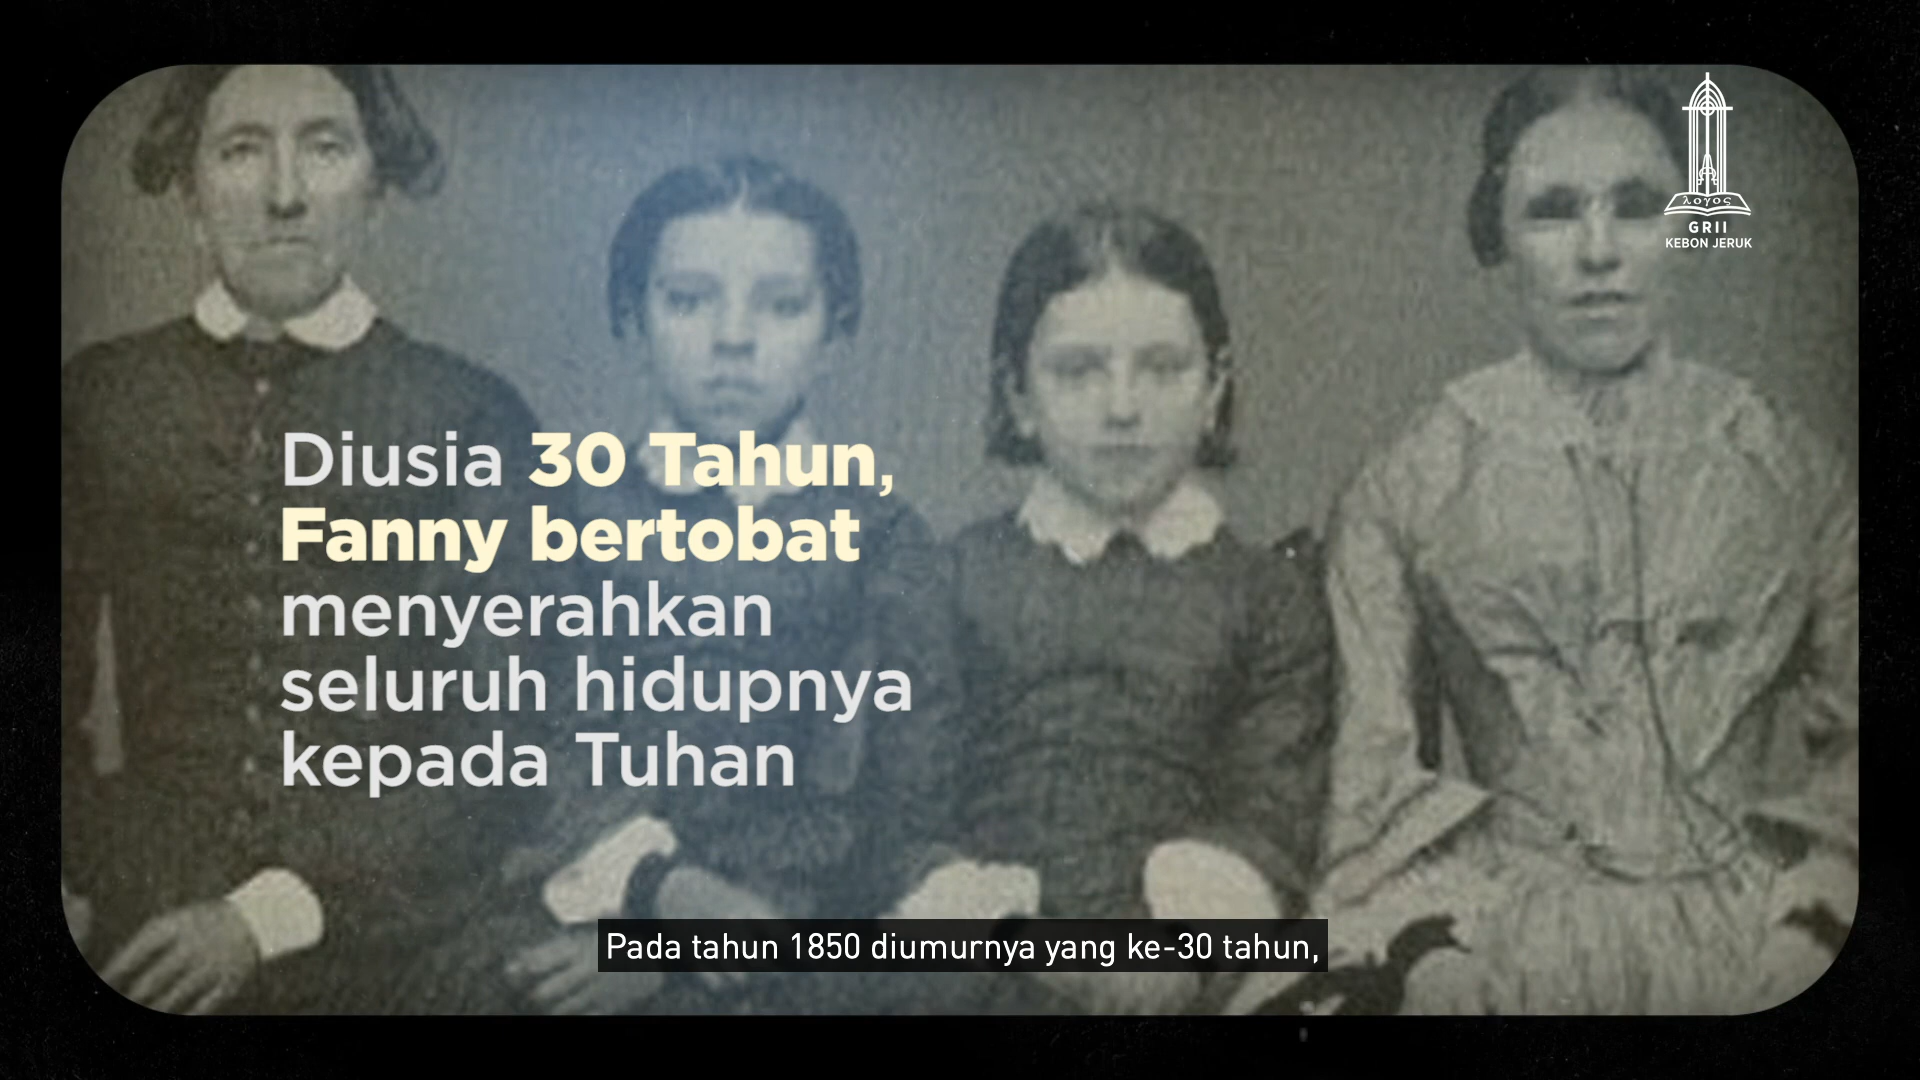 λογος
GRII
KEBON JERUK
Diusia 30 Tahun,
Fanny bertobat
menyerahkan
seluruh hidupnya
kepada Tuhan
Pada tahun 1850 diumurnya yang ke-30 tahun,